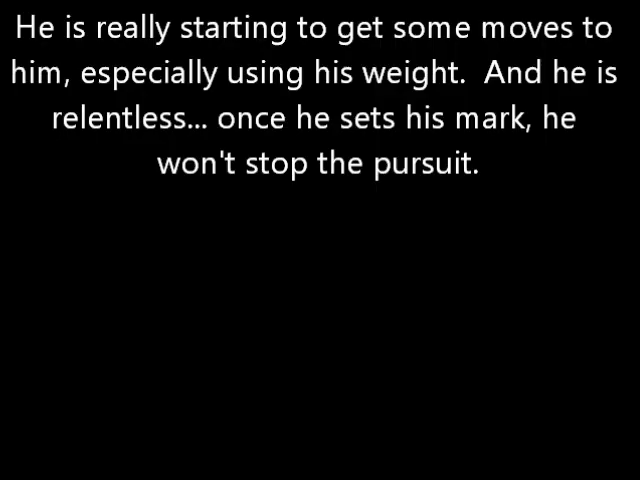 He is really starting to get some moves to
him, especially using his weight.  And he is
relentless... once he sets his mark, he
won't stop the pursuit.